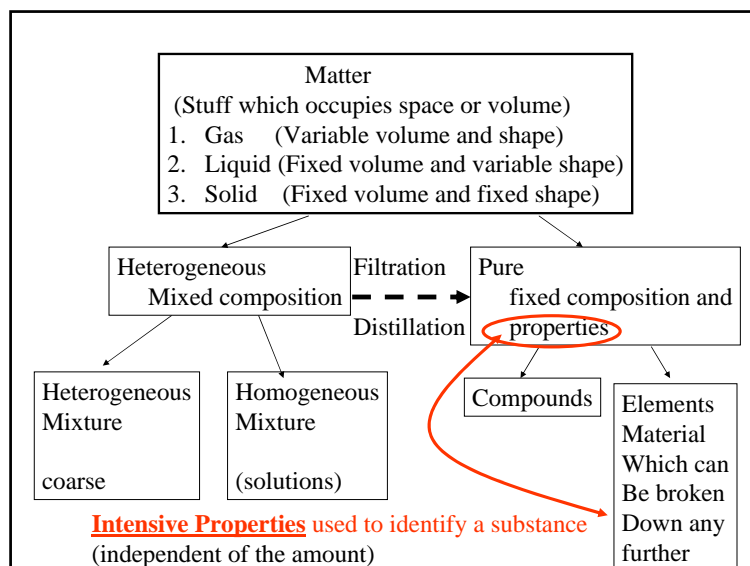 Matter
(Stuff which occupies space or volume)
1. Gas (Variable volume and shape)
2. Liquid (Fixed volume and variable shape)
3. Solid (Fixed volume and fixed shape)
Heterogeneous
Mixed composition
Filtration
Distillation
Pure
fixed composition and
properties
Heterogeneous
Mixture
coarse
Homogeneous
Mixture
(solutions)
Compounds
Elements
Material
Which can
Be broken
Down any
further
Intensive Properties used to identify a substance
(independent of the amount)